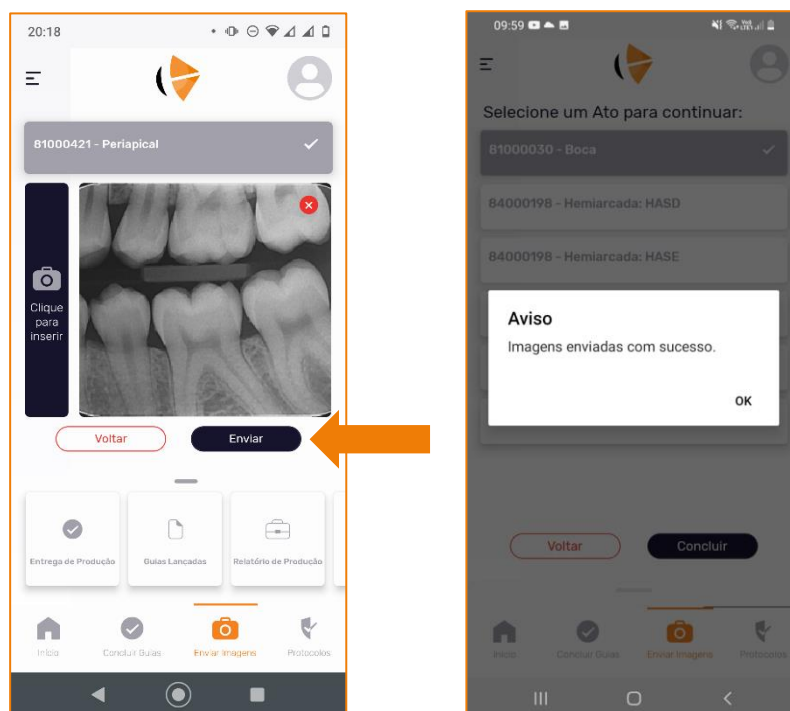 20:18
81000421 - Periapical
Clique
para
inserir
Voltar
Enviar
Entrega de Produção
Guias Lançadas
Relatório de Produção
Início
Concluir Guias
Enviar Imagens
Protocolos
09:59
Selecione um Ato para continuar:
81000030 - Boca
84000198 - Hemiarcada: HASD
84000198 - Hemiarcada: HASE
Aviso
Imagens enviadas com sucesso.
OK
Voltar
Concluir
Início
Concluir Guias
Enviar Imagens
Protocolos